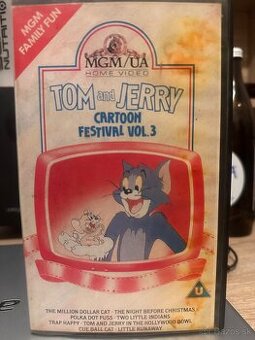 MGM
FAMILY FUN
MGM/UA
HOME VIDEO
TOM and JERRY
CARTOON
FESTIVAL VOL.3
THE MILLION DOLLAR CAT · THE NIGHT BEFORE CHRISTMAS
POLKA DOT PUSS · TWO LITTLE INDIANS
TRAP HAPPY · TOM AND JERRY IN THE HOLLYWOOD BOWL
CUE BALL CAT · LITTLE RUNAWAY
U